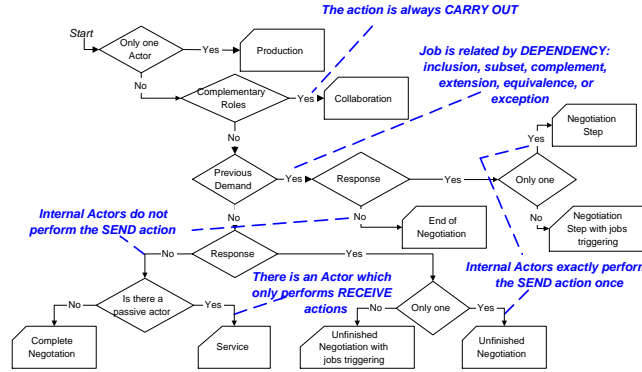 The action is always CARRY OUT
Start
Only one
Actor
Yes
Production
Job is related by DEPENDENCY:
inclusion, subset, complement,
extension, equivalence, or
exception
No
Complementary
Roles
Yes
Collaboration
Negotiation
Step
No
Yes
Previous
Demand
Yes
Response
Yes
Only one
Internal Actors do not
perform the SEND action
No
No
No
End of
Negotiation
Negotiation
Step with jobs
triggering
No
Response
Yes
There is an Actor which
only performs RECEIVE
actions
Internal Actors exactly perform
the SEND action once
No
Is there a
passive actor
Yes
No
Only one
Yes
Complete
Negotation
Service
Unfinished
Negotiation with
jobs triggering
Unfinished
Negotiation